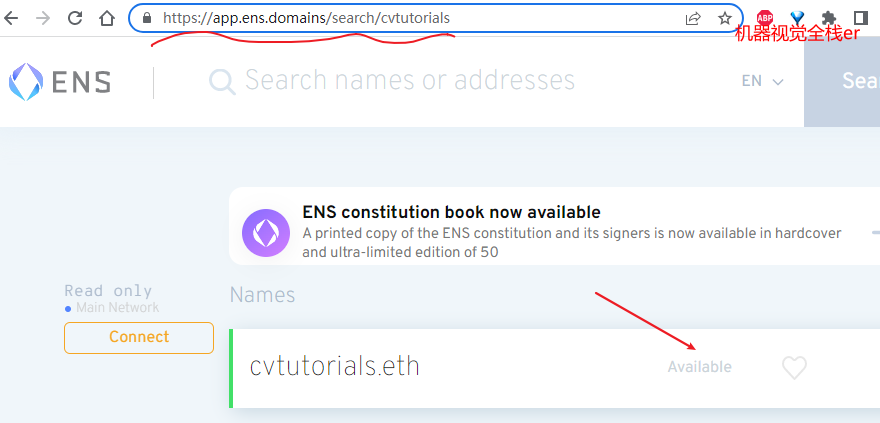 https://app.ens.domains/search/cvtutorials
ABP
机器视觉全栈er
ENS
Search names or addresses
EN
Sea
ENS constitution book now available
A printed copy of the ENS constitution and its signers is now available in hardcover
and ultra-limited edition of 50
Read only
Main Network
Connect
Names
cvtutorials.eth
Available